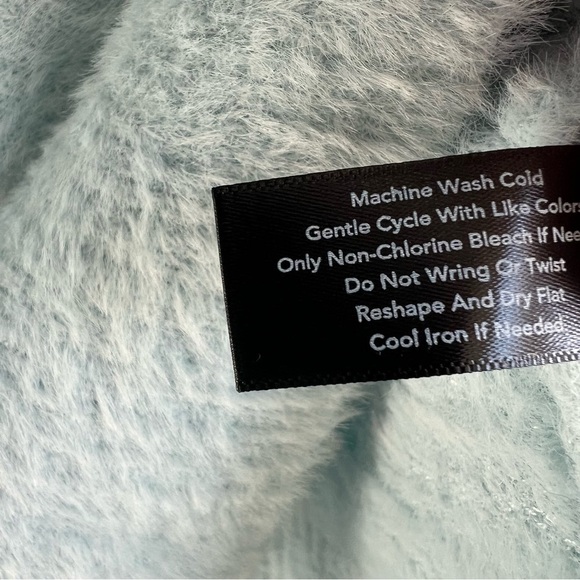 Machine Wash Cold
Gentle Cycle With Like Colors
Only Non-Chlorine Bleach If Nee
Do Not Wring Or Twist
Reshape And Dry Flat
Cool Iron If Needed